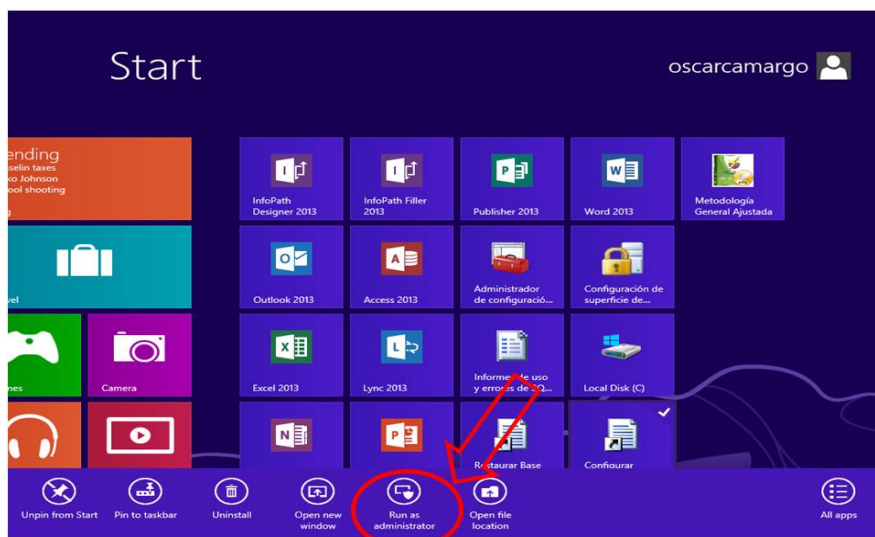 Start
oscarcamargo
ending
sselin taxes
xo Johnson
ool shooting
g
InfoPath
Designer 2013
InfoPath Filler
2013
Publisher 2013
Word 2013
Metodología
General Ajustada
vel
Outlook 2013
Access 2013
Administrador
de configuració...
Configuración de
superficie de...
nes
Camera
Excel 2013
Lync 2013
Informe de uso
y errores de
Local Disk (C)
Restaurar Base
Configurar
Unpin from Start
Pin to taskbar
Uninstall
Open new
window
Run as
administrator
Open file
location
All apps